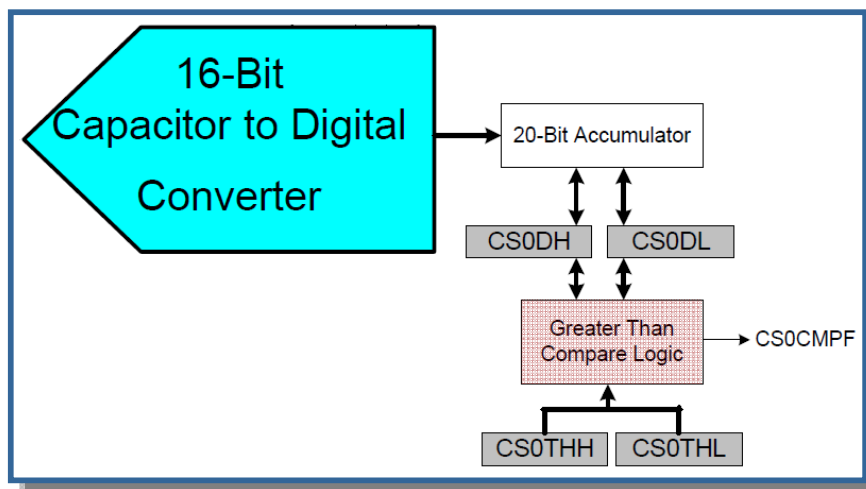 16-Bit
Capacitor to Digital
Converter
20-Bit Accumulator
CS0DH
CS0DL
Greater Than
Compare Logic
CS0CMPF
CS0THH
CS0THL